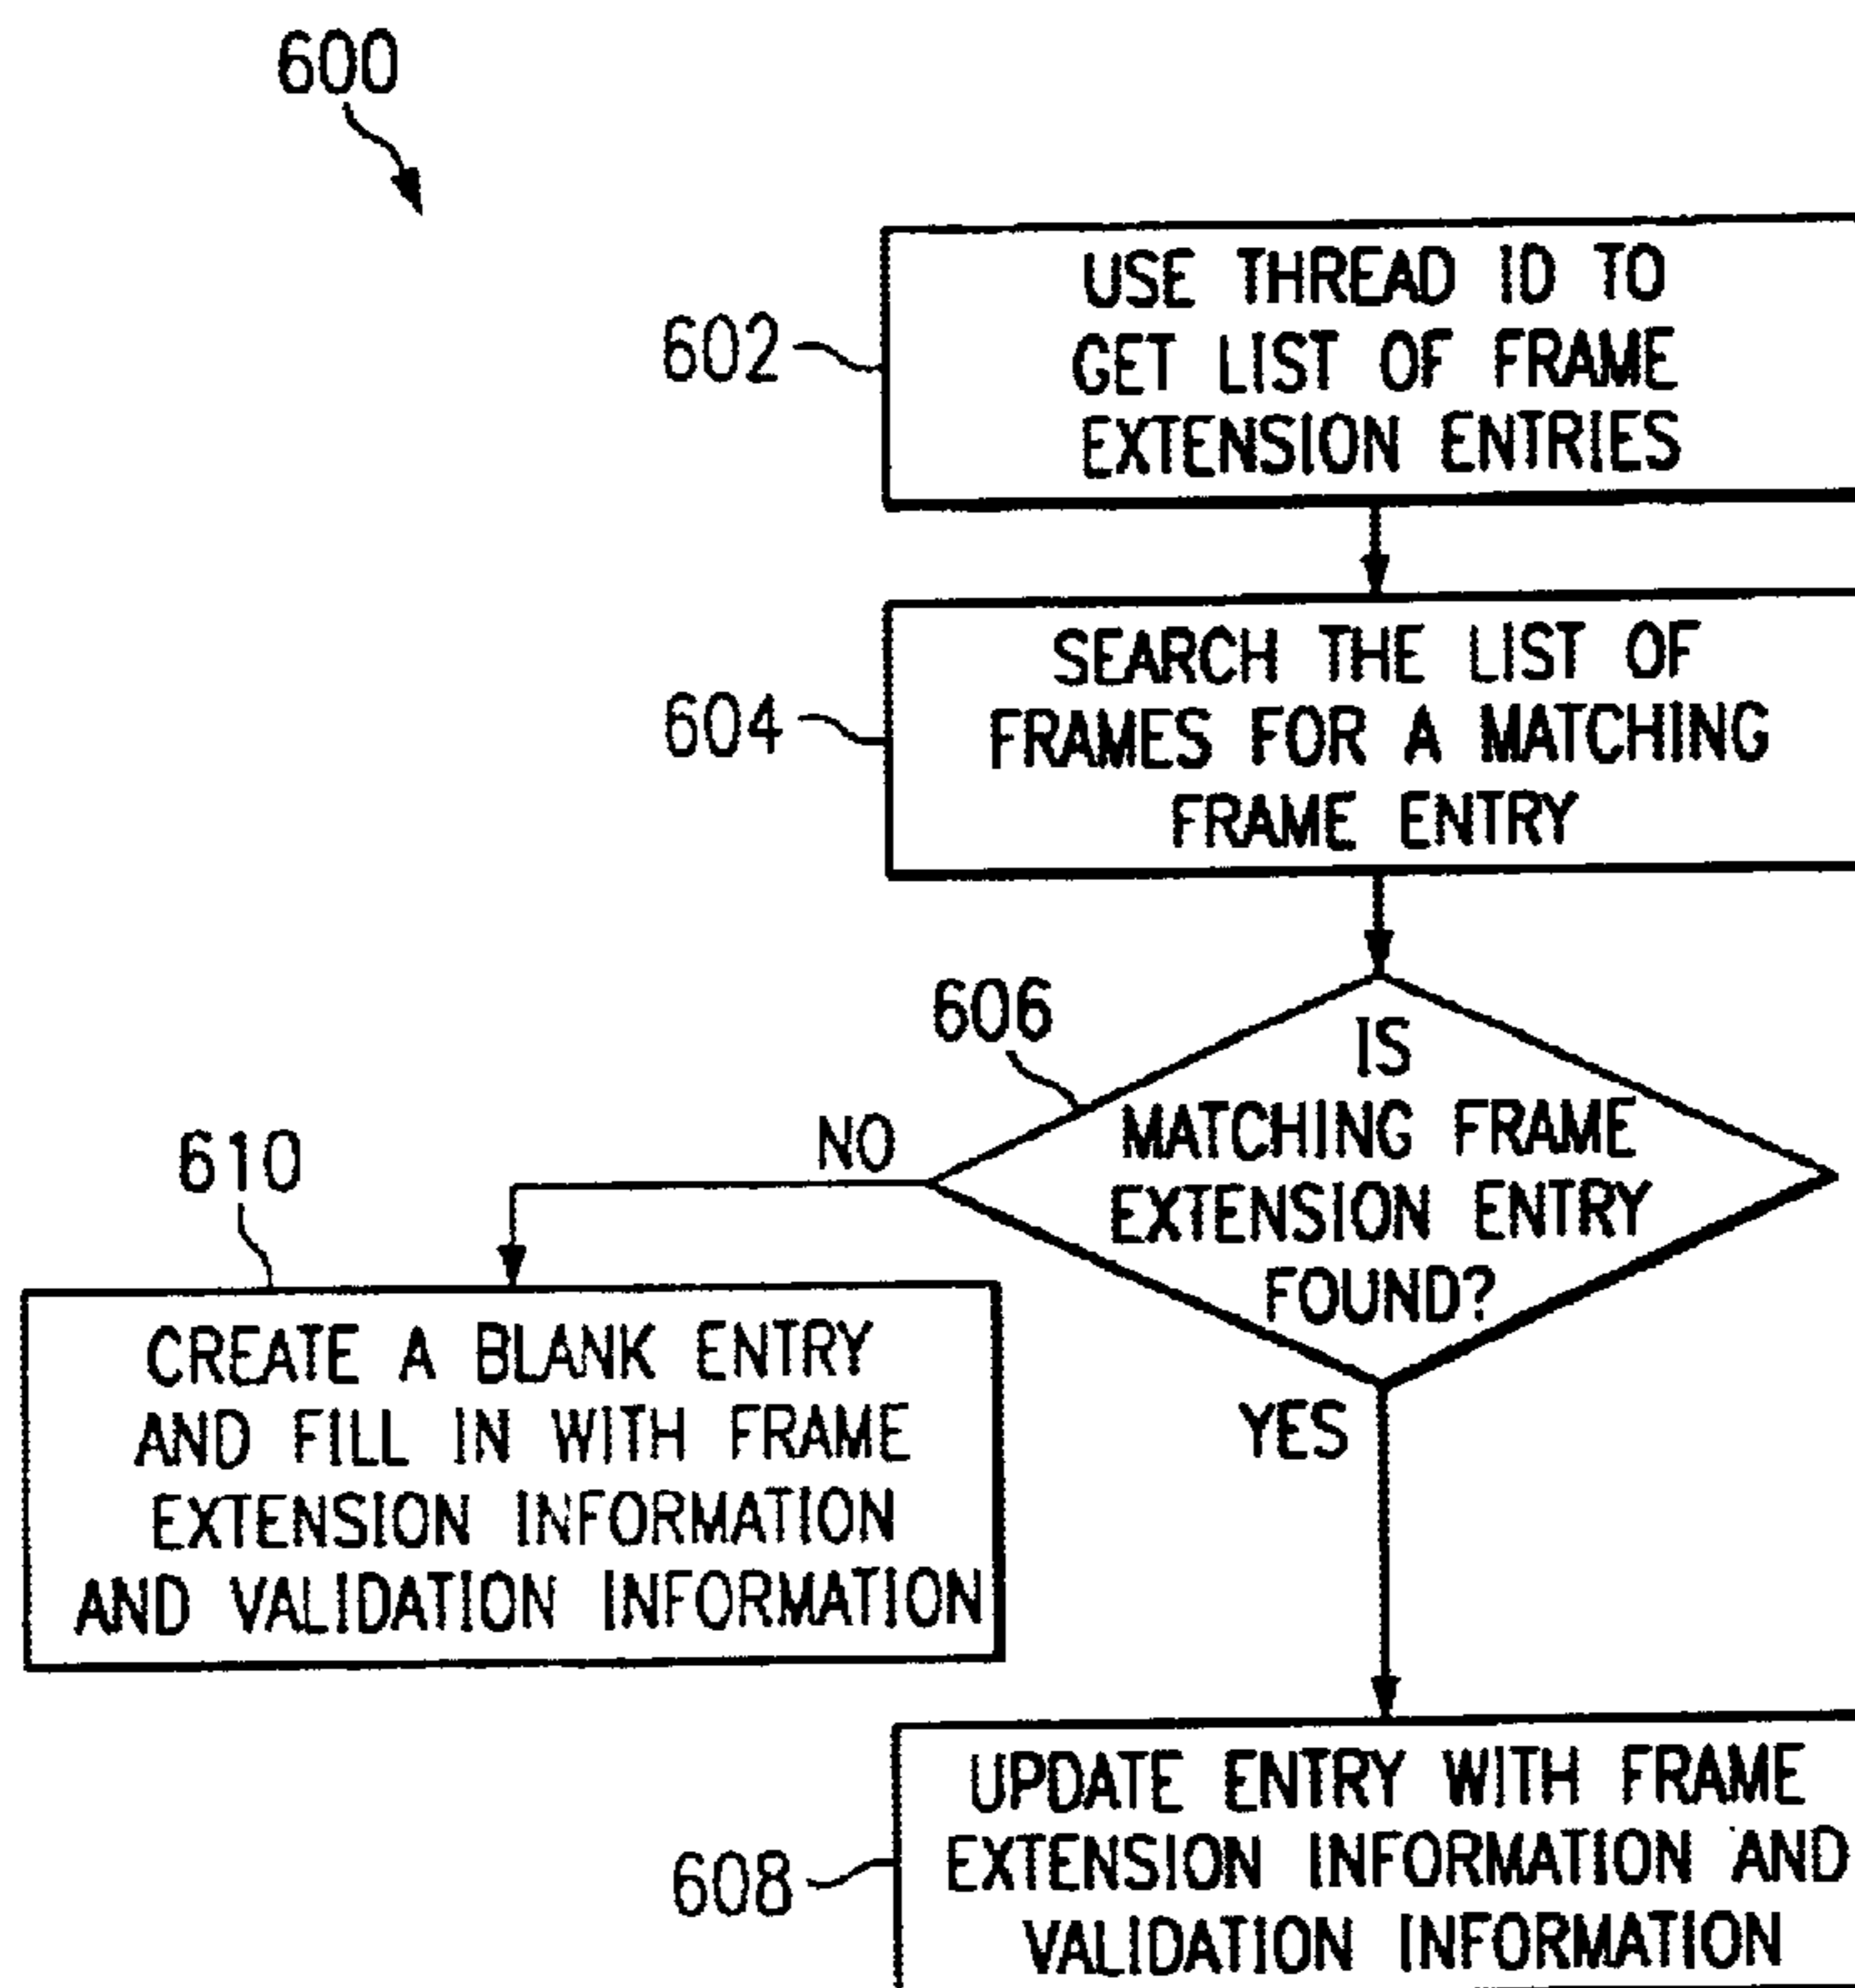 600
602
USE THREAD ID TO
GET LIST OF FRAME
EXTENSION ENTRIES
604
SEARCH THE LIST OF
FRAMES FOR A MATCHING
FRAME ENTRY
606
IS
MATCHING FRAME
EXTENSION ENTRY
FOUND?
NO
610
CREATE A BLANK ENTRY
AND FILL IN WITH FRAME
EXTENSION INFORMATION
AND VALIDATION INFORMATION
YES
608
UPDATE ENTRY WITH FRAME
EXTENSION INFORMATION AND
VALIDATION INFORMATION